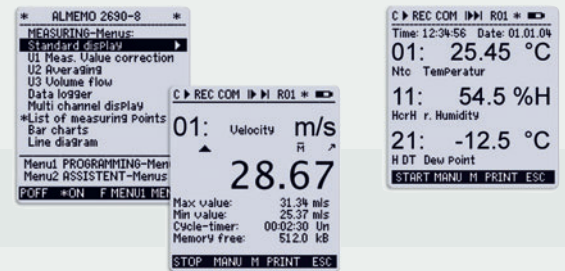 * ALMEMO 2690-8 *
MEASURING-Menus:
Standard display
U1 Meas. Value correction
U2 Averaging
U3 Volume flow
Data logger
Multi channel display
*List of measuring Points
Bar charts
Line diagram
Menu1 PROGRAMMING-Men
Menu2 ASSISTENT-Menus
POFF *ON F MENU1 MEN
C ▶ REC COM R01 *
01: Velocity m/s
28.67
Max value: 31.34 mls
Min value: 25.37 mls
Cycle-timer: 00:02:30 Un
Memory free: 512.0 kB
STOP MANU M PRINT ESC
C ▶ REC COM R01 *
Time: 12:34:56 Date: 01.01.04
01: 25.45 °C
Ntc TemPeratur
11: 54.5 %H
HcrH r. Humidity
21: -12.5 °C
H DT Dew Point
START MANU M PRINT ESC